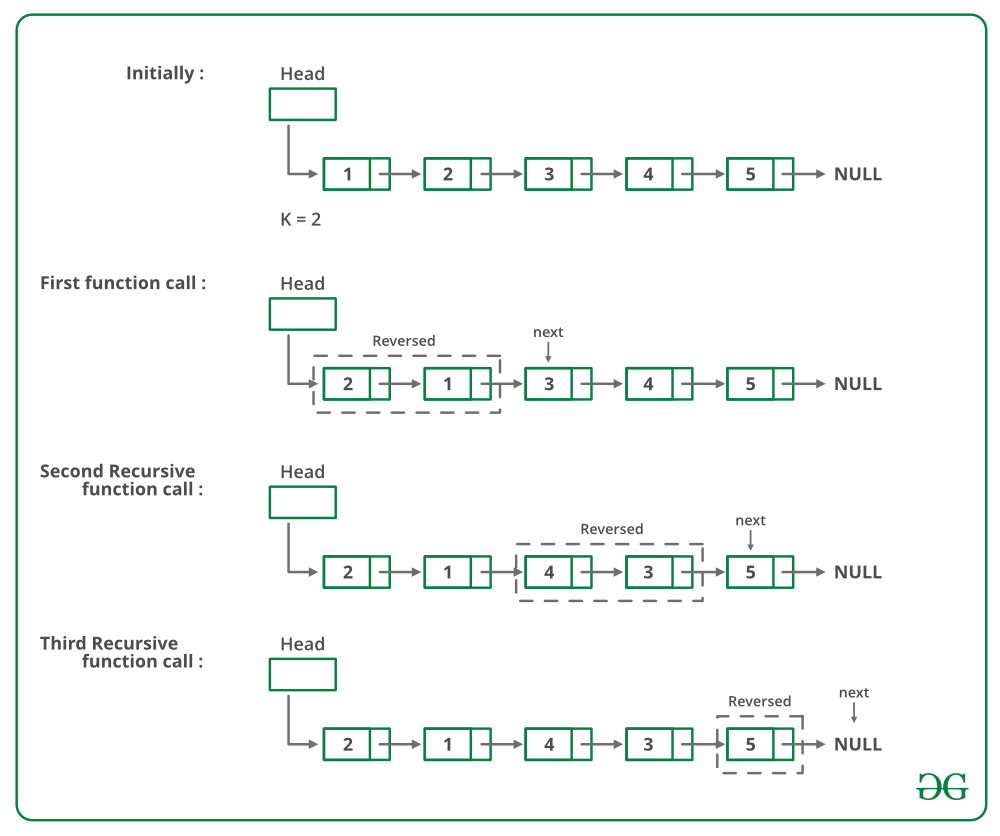 Initially :
Head
1 2 3 4 5 NULL
K = 2
First function call :
Head
Reversed
next
2 1 3 4 5 NULL
Second Recursive
function call :
Head
Reversed
next
2 1 4 3 5 NULL
Third Recursive
function call :
Head
Reversed
next
2 1 4 3 5 NULL